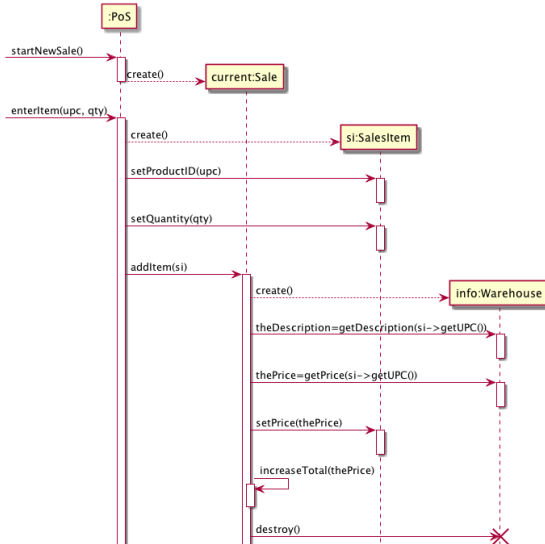 :PoS
startNewSale()
create()
current:Sale
enterItem(upc, qty)
create()
si:SalesItem
setProductID(upc)
setQuantity(qty)
addItem(si)
create()
info:Warehouse
theDescription=getDescription(si->getUPC())
thePrice=getPrice(si->getUPC())
setPrice(thePrice)
increaseTotal(thePrice)
destroy()